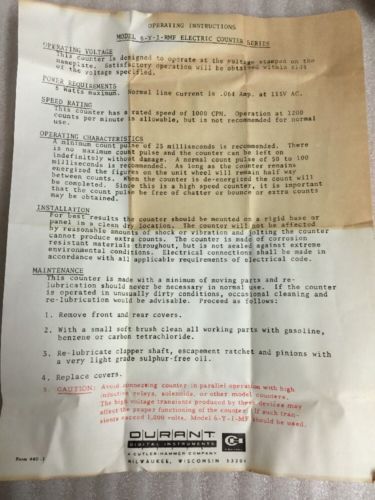 OPERATING INSTRUCTIONS
MODEL 6-Y-1-RMF ELECTRIC COUNTER SERIES
OPERATING VOLTAGE
This counter is designed to operate at the voltage stamped on the
nameplate. Satisfactory operation will be obtained within
of the voltage specified.
POWER REQUIREMENTS
8 Watts maximum. Normal line current is .064 Amp. at 115V AC.
SPEED RATING
This counter has a rated speed of 1000 CPM. Operation at 1200
counts per minute is allowable, but is not recommended for normal
use.
OPERATING CHARACTERISTICS
A minimum count pulse of 25 milliseconds is recommended. There
is no maximum count pulse and the counter can be left on
indefinitely without damage. A normal count pulse of 50 to 100
milliseconds is recommended. As long as the counter remains
energized the figures on the unit wheel will remain half way
between counts. When the counter is de-energized the count will
be completed. Since this is a high speed counter, it is important
that the count pulse be free of chatter or bounce or extra counts
may be obtained.
INSTALLATION
For best results the counter should be mounted on a rigid base or
panel in a clean dry location. The counter will not be affected
by reasonable amounts of shock or vibration and jolting the counter
cannot produce extra counts. The counter is made of corrosion
resistant materials throughout, but is not sealed against extreme
environmental conditions. Electrical connections shall be made in
accordance with all applicable requirements of electrical code.
MAINTENANCE
This counter is made with a minimum of moving parts and re-
lubrication should never be necessary in normal use. If the counter
is operated in unusually dirty conditions, occasional cleaning and
re-lubrication would be advisable. Proceed as follows:
1. Remove front and rear covers.
2. With a small soft brush clean all working parts with gasoline,
benzene or carbon tetrachloride.
3. Re-lubricate clapper shaft, escapement ratchet and pinions with
a very light grade sulphur-free oil.
4. Replace covers.
5. CAUTION: Avoid connecting counter in parallel operation with high
inductive relays, solenoids, or other model counters.
The high voltage transients produced by these devices may
affect the proper functioning of the counter. If such tran-
sients exceed 1,000 volts, Model 6-Y-1-MF should be used.
DURANT
DIGITAL INSTRUMENTS
A CUTLER-HAMMER COMPANY
MILWAUKEE, WISCONSIN
Form